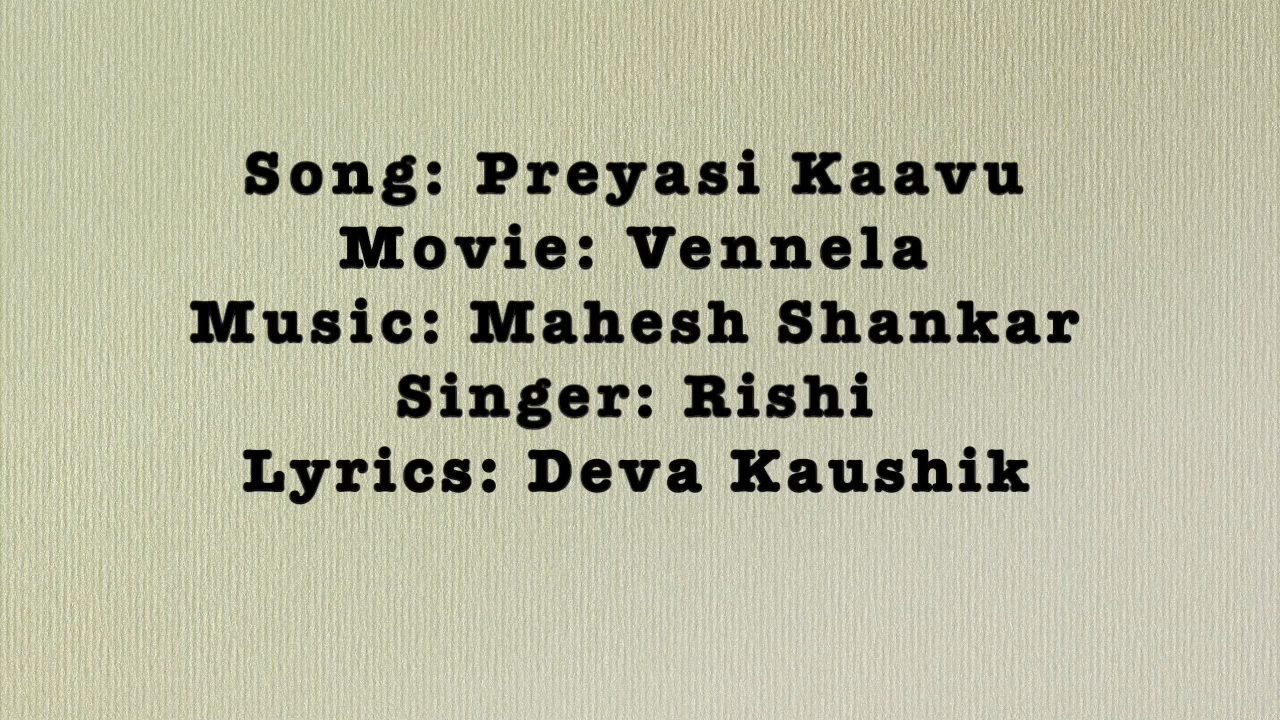 Song: Preyasi Kaavu
Movie: Vennela
Music: Mahesh Shankar
Singer: Rishi
Lyrics: Deva Kaushik